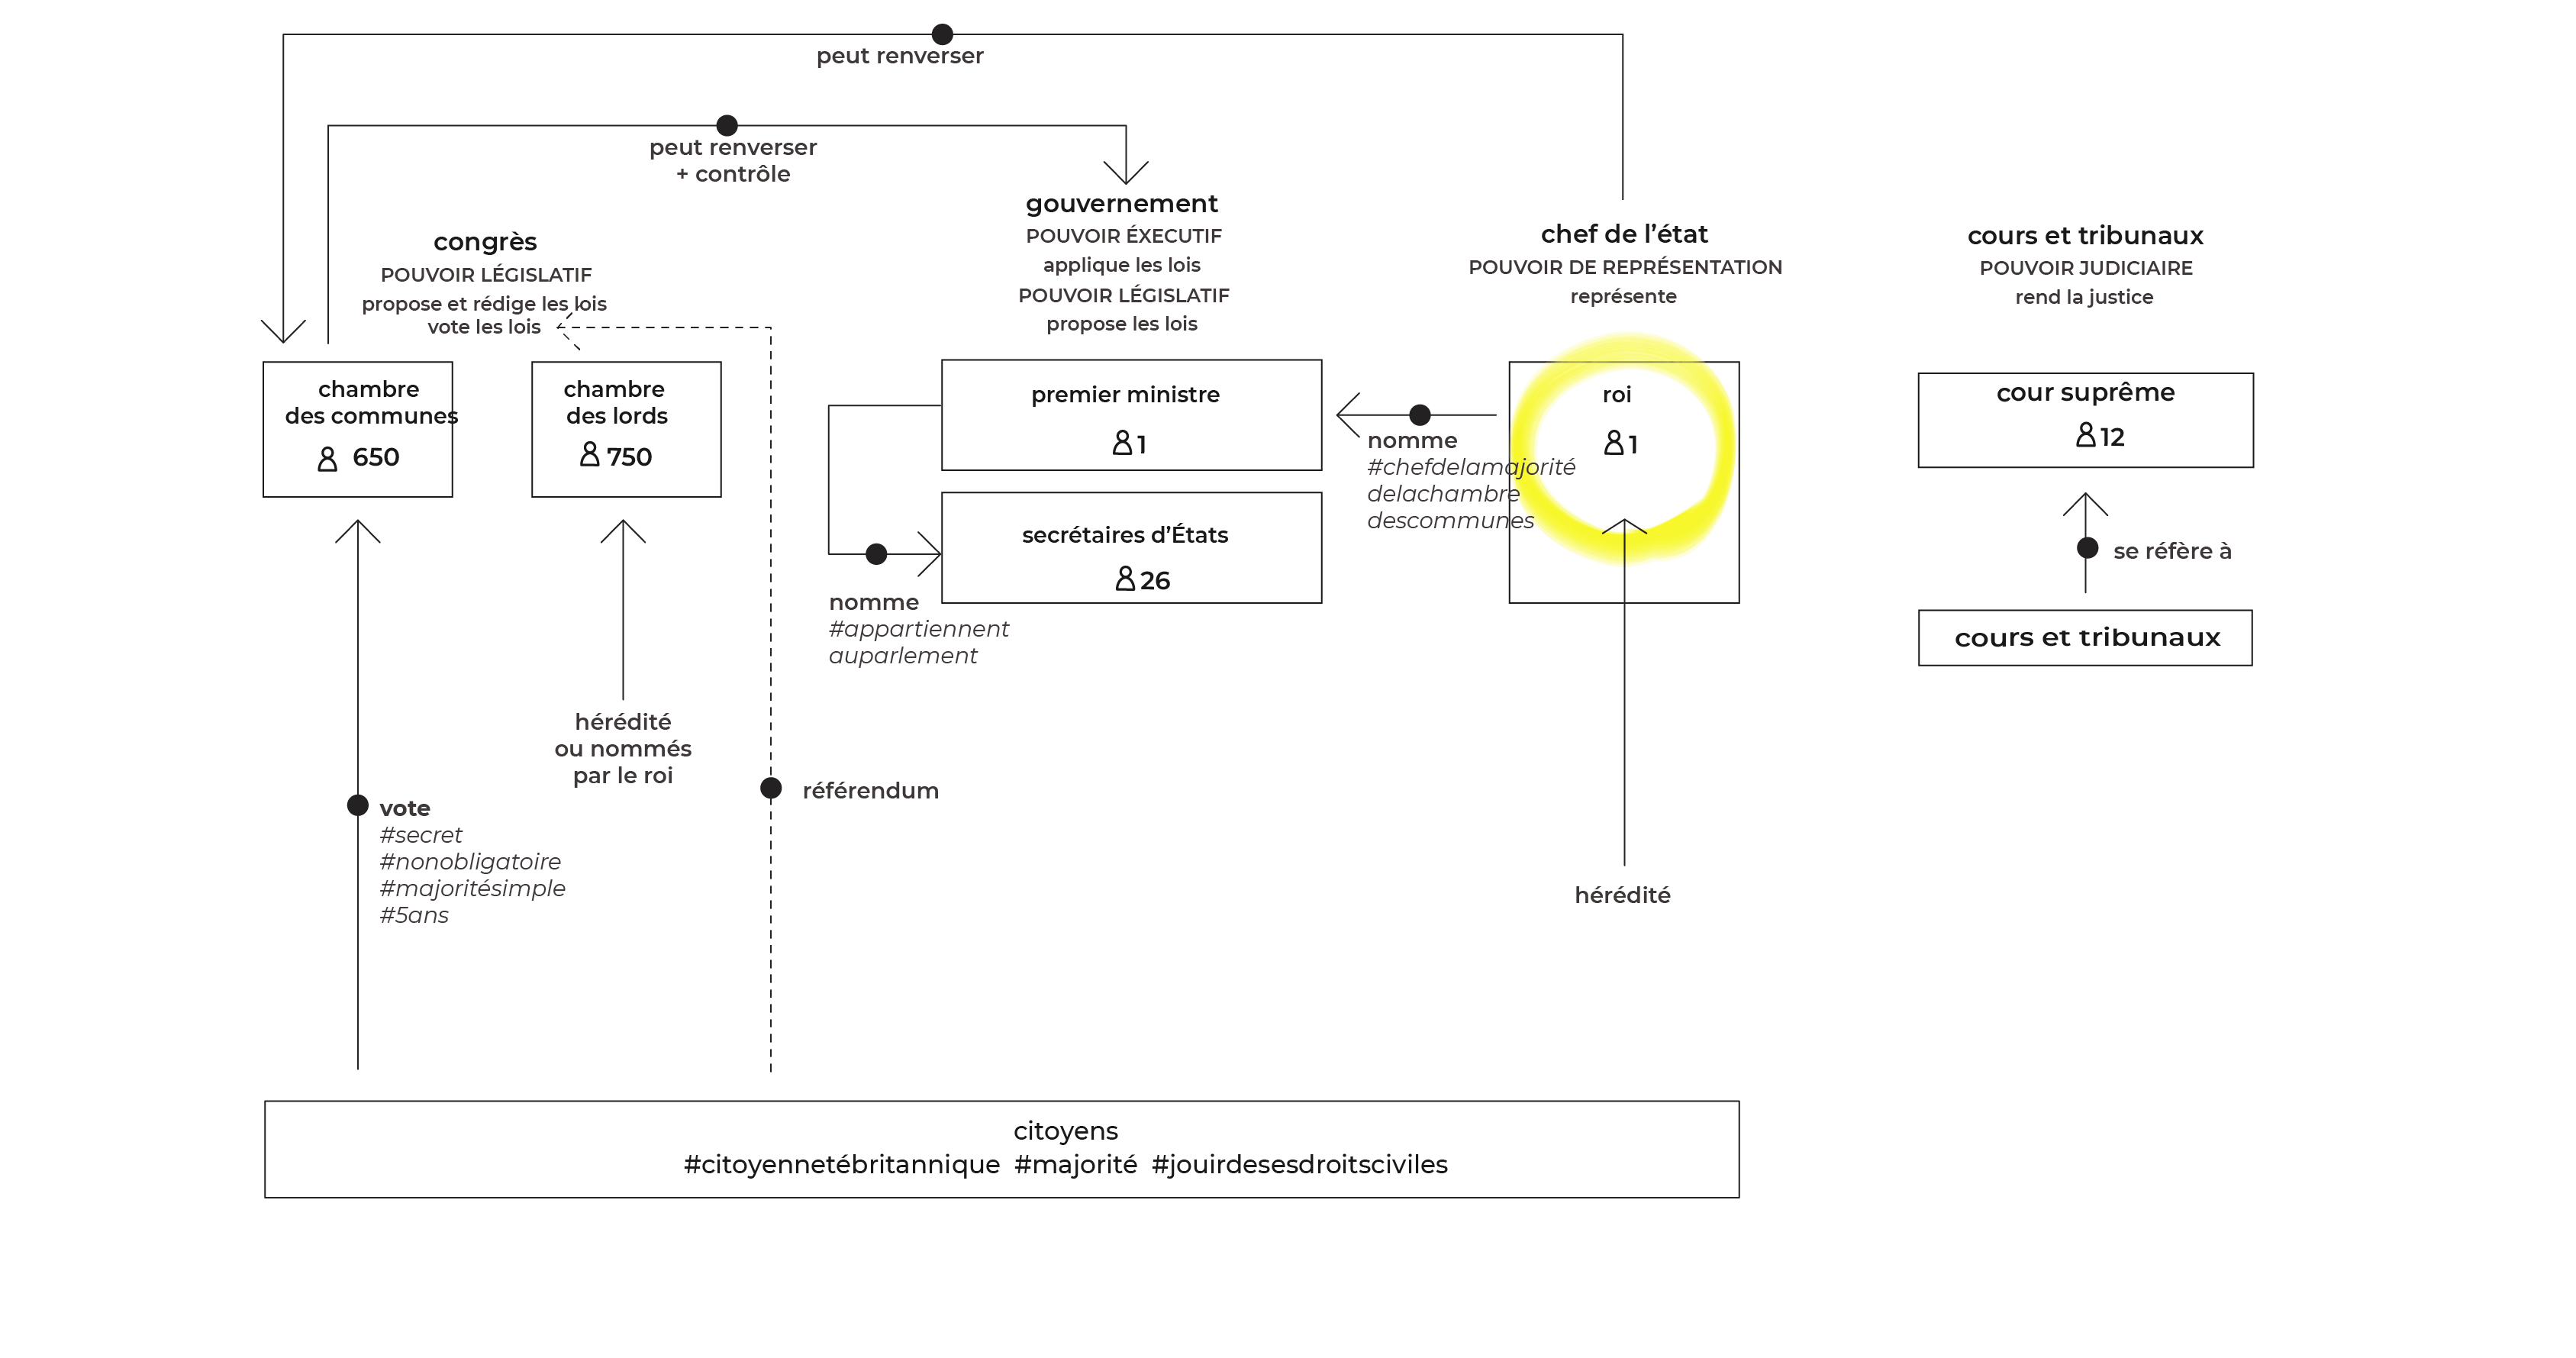 peut renverser
peut renverser
+ contrôle
congrès
POUVOIR LÉGISLATIF
propose et rédige les lois
vote les lois
gouvernement
POUVOIR ÉXECUTIF
applique les lois
POUVOIR LÉGISLATIF
propose les lois
chef de l’état
POUVOIR DE REPRÉSENTATION
représente
cours et tribunaux
POUVOIR JUDICIAIRE
rend la justice
chambre
des communes
650
chambre
des lords
750
premier ministre
1
secrétaires d’États
26
nomme
#chefdelamajorité
delachambre
descommunes
roi
1
cour suprême
12
se réfère à
cours et tribunaux
nomme
#appartiennent
auparlement
hérédité
ou nommés
par le roi
référendum
vote
#secret
#nonobligatoire
#majoritésimple
#5ans
hérédité
citoyens
#citoyennetébritannique #majorité #jouirdesesdroitsciviles